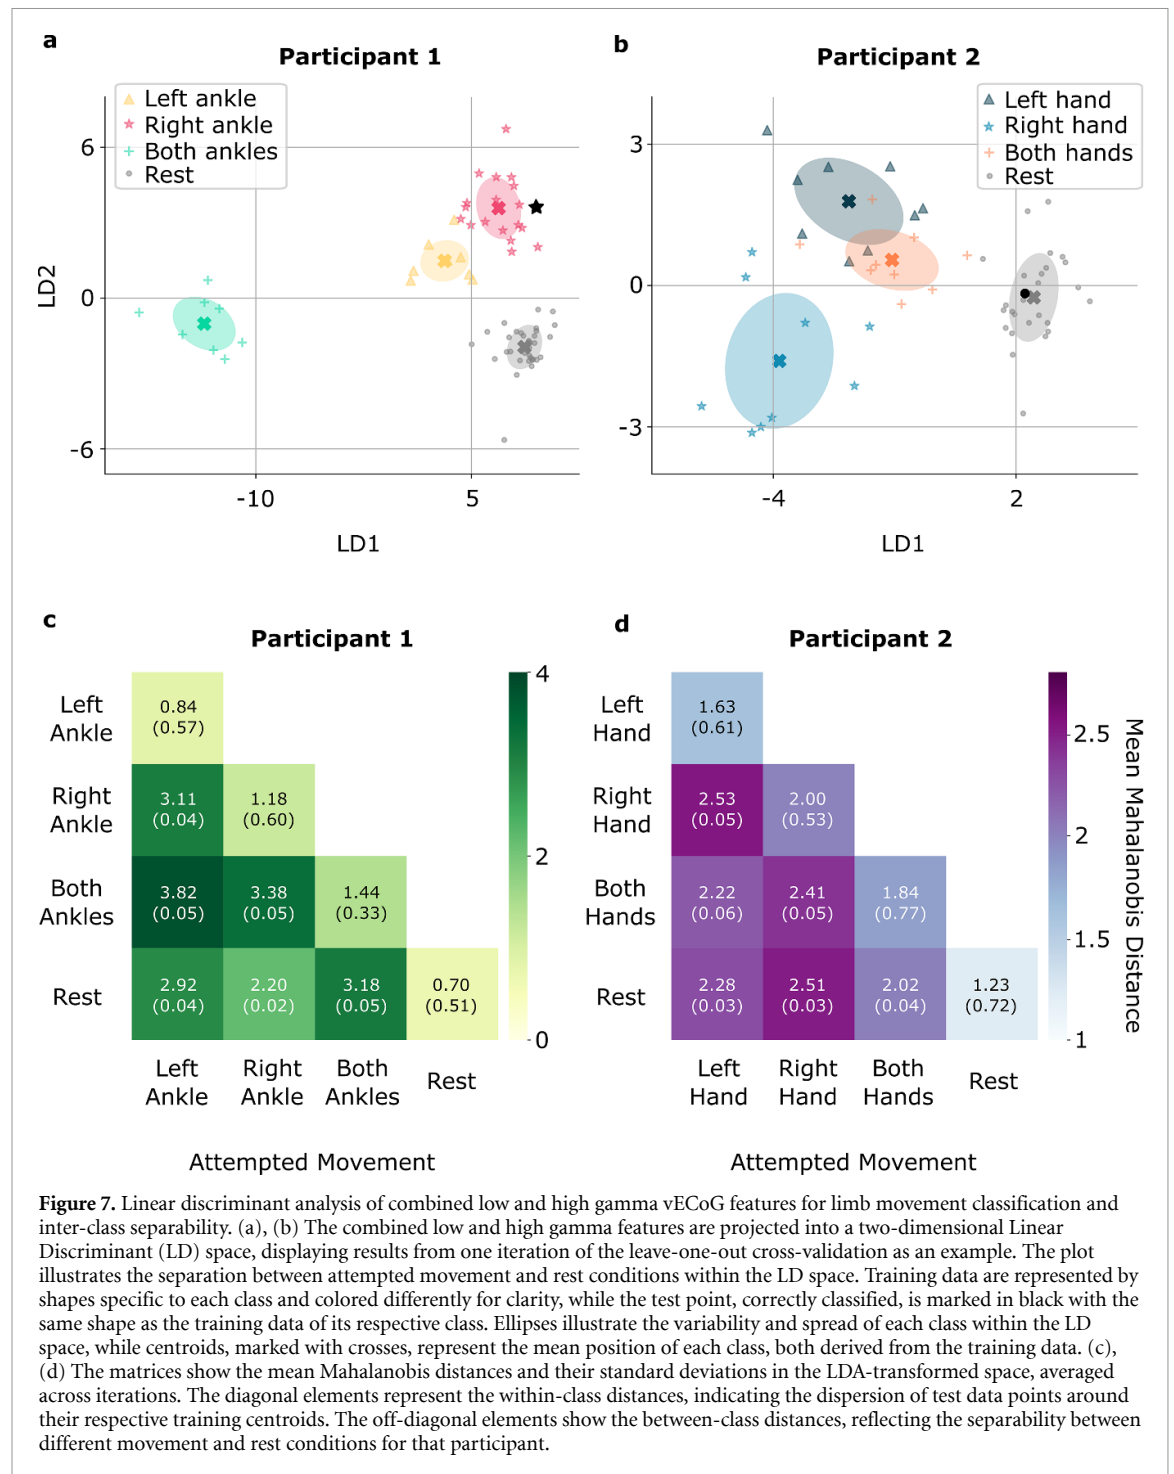 a
Participant 1
Left ankle
Right ankle
Both ankles
Rest
6
0
-6
LD2
-10
5
LD1
b
Participant 2
Left hand
Right hand
Both hands
Rest
3
0
-3
-4
2
LD1
c
Participant 1
Left
Ankle
0.84
(0.57)
Right
Ankle
3.11
(0.04)
1.18
(0.60)
Both
Ankles
3.82
(0.05)
3.38
(0.05)
1.44
(0.33)
Rest
2.92
(0.04)
2.20
(0.02)
3.18
(0.05)
0.70
(0.51)
Left
Ankle
Right
Ankle
Both
Ankles
Rest
Attempted Movement
4
2
0
d
Participant 2
Left
Hand
1.63
(0.61)
Right
Hand
2.53
(0.05)
2.00
(0.53)
Both
Hands
2.22
(0.06)
2.41
(0.05)
1.84
(0.77)
Rest
2.28
(0.03)
2.51
(0.03)
2.02
(0.04)
1.23
(0.72)
Left
Hand
Right
Hand
Both
Hands
Rest
Attempted Movement
2.5
2
1.5
1
Mean Mahalanobis Distance
Figure 7. Linear discriminant analysis of combined low and high gamma vECoG features for limb movement classification and
inter-class separability. (a), (b) The combined low and high gamma features are projected into a two-dimensional Linear
Discriminant (LD) space, displaying results from one iteration of the leave-one-out cross-validation as an example. The plot
illustrates the separation between attempted movement and rest conditions within the LD space. Training data are represented by
shapes specific to each class and colored differently for clarity, while the test point, correctly classified, is marked in black with the
same shape as the training data of its respective class. Ellipses illustrate the variability and spread of each class within the LD
space, while centroids, marked with crosses, represent the mean position of each class, both derived from the training data. (c),
(d) The matrices show the mean Mahalanobis distances and their standard deviations in the LDA-transformed space, averaged
across iterations. The diagonal elements represent the within-class distances, indicating the dispersion of test data points around
their respective training centroids. The off-diagonal elements show the between-class distances, reflecting the separability between
different movement and rest conditions for that participant.